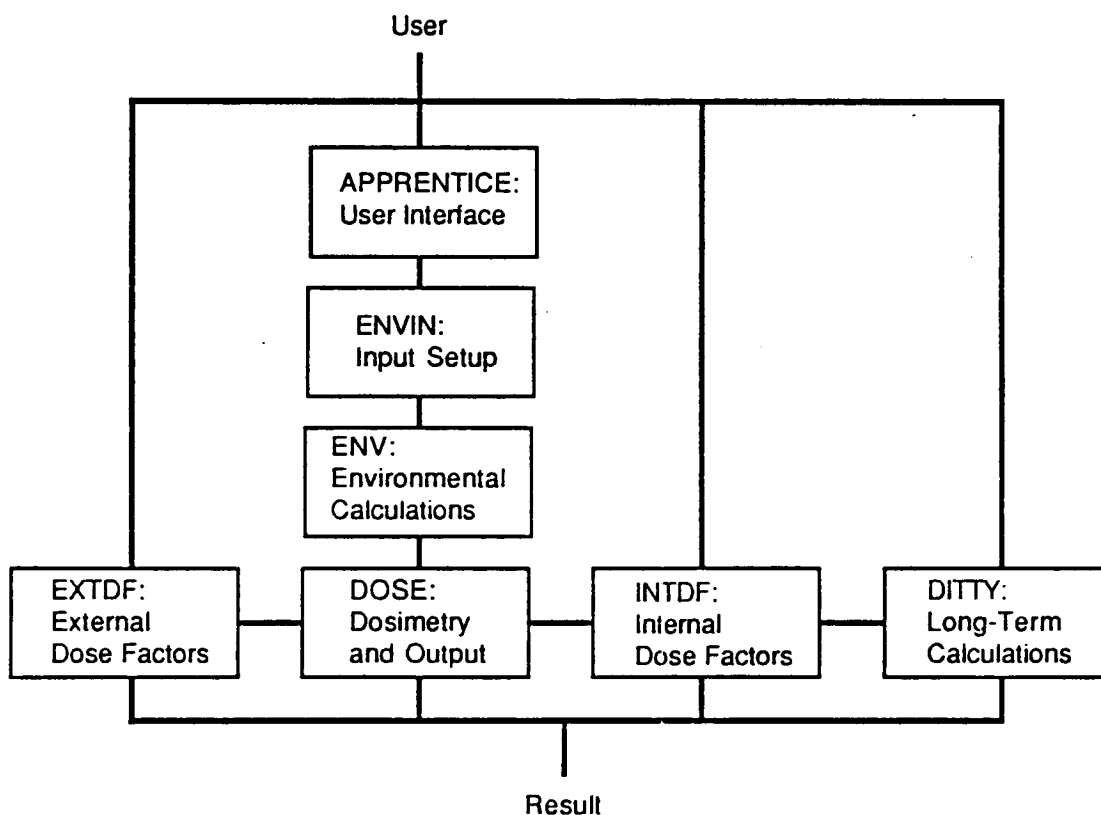 User
APPRENTICE:
User Interface
ENVIN:
Input Setup
ENV:
Environmental
Calculations
EXTDF:
External
Dose Factors
DOSE:
Dosimetry
and Output
INTDF:
Internal
Dose Factors
DITTY:
Long-Term
Calculations
Result